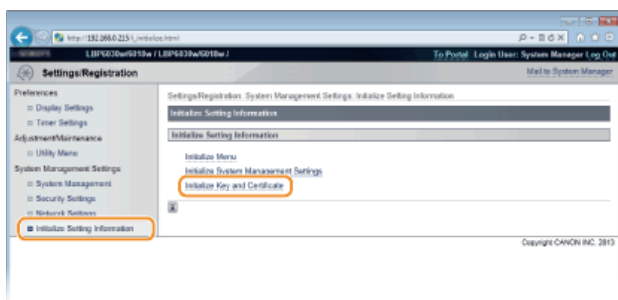 http://192.168.0.215/i_initialize.html
LBP6030w/6018w / LBP6030w/6018w /
To Portal Login User: System Manager Log Out
Settings/Registration
Mail to System Manager
Preferences
Display Settings
Timer Settings
Adjustment/Maintenance
Utility Menu
System Management Settings
System Management
Security Settings
Network Settings
Initialize Setting Information
Settings/Registration: System Management Settings: Initialize Setting Information
Initialize Setting Information
Initialize Setting Information
Initialize Menu
Initialize System Management Settings
Initialize Key and Certificate
Copyright CANON INC. 2013